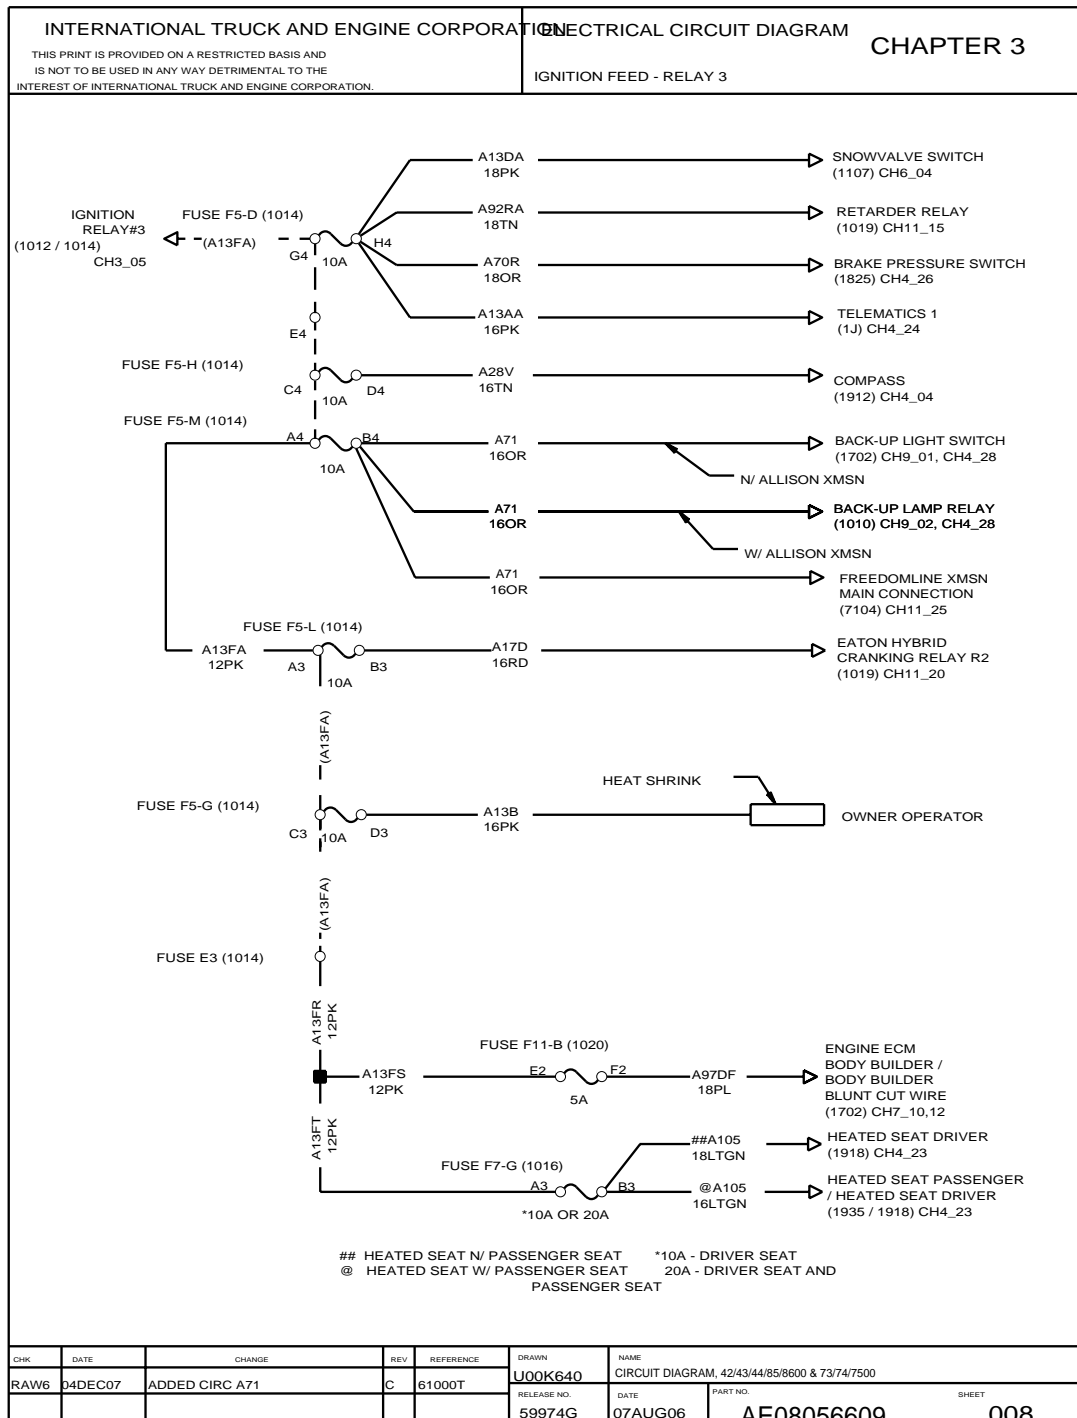 INTERNATIONAL TRUCK AND ENGINE CORPORATION
THIS PRINT IS PROVIDED ON A RESTRICTED BASIS AND
IS NOT TO BE USED IN ANY WAY DETRIMENTAL TO THE
INTEREST OF INTERNATIONAL TRUCK AND ENGINE CORPORATION.
ELECTRICAL CIRCUIT DIAGRAM
CHAPTER 3
IGNITION FEED - RELAY 3
IGNITION
RELAY#3
(1012 / 1014)
CH3_05
(A13FA)
FUSE F5-D (1014)
G4
10A
H4
A13DA
18PK
SNOWVALVE SWITCH
(1107) CH6_04
A92RA
18TN
RETARDER RELAY
(1019) CH11_15
A70R
18OR
BRAKE PRESSURE SWITCH
(1825) CH4_26
A13AA
16PK
TELEMATICS 1
(1J) CH4_24
E4
FUSE F5-H (1014)
C4
10A
D4
A28V
16TN
COMPASS
(1912) CH4_04
FUSE F5-M (1014)
A4
10A
B4
A71
16OR
BACK-UP LIGHT SWITCH
(1702) CH9_01, CH4_28
N/ ALLISON XMSN
A71
16OR
BACK-UP LAMP RELAY
(1010) CH9_02, CH4_28
W/ ALLISON XMSN
A71
16OR
FREEDOMLINE XMSN
MAIN CONNECTION
(7104) CH11_25
FUSE F5-L (1014)
A13FA
12PK
A3
10A
B3
A17D
16RD
EATON HYBRID
CRANKING RELAY R2
(1019) CH11_20
(A13FA)
HEAT SHRINK
FUSE F5-G (1014)
C3
10A
D3
A13B
16PK
OWNER OPERATOR
(A13FA)
FUSE E3 (1014)
A13FR
12PK
FUSE F11-B (1020)
A13FS
12PK
E2
5A
F2
A97DF
18PL
ENGINE ECM
BODY BUILDER /
BODY BUILDER
BLUNT CUT WIRE
(1702) CH7_10,12
A13FT
12PK
FUSE F7-G (1016)
A3
*10A OR 20A
B3
##A105
18LTGN
HEATED SEAT DRIVER
(1918) CH4_23
@A105
16LTGN
HEATED SEAT PASSENGER
/ HEATED SEAT DRIVER
(1935 / 1918) CH4_23
## HEATED SEAT N/ PASSENGER SEAT *10A - DRIVER SEAT
@ HEATED SEAT W/ PASSENGER SEAT 20A - DRIVER SEAT AND
PASSENGER SEAT
CHK DATE CHANGE REV REFERENCE
RAW6 04DEC07 ADDED CIRC A71 C 61000T
DRAWN
U00K640
NAME
CIRCUIT DIAGRAM, 42/43/44/85/8600 & 73/74/7500
RELEASE NO.
59974G
DATE
07AUG06
PART NO.
AE08056609
SHEET
008